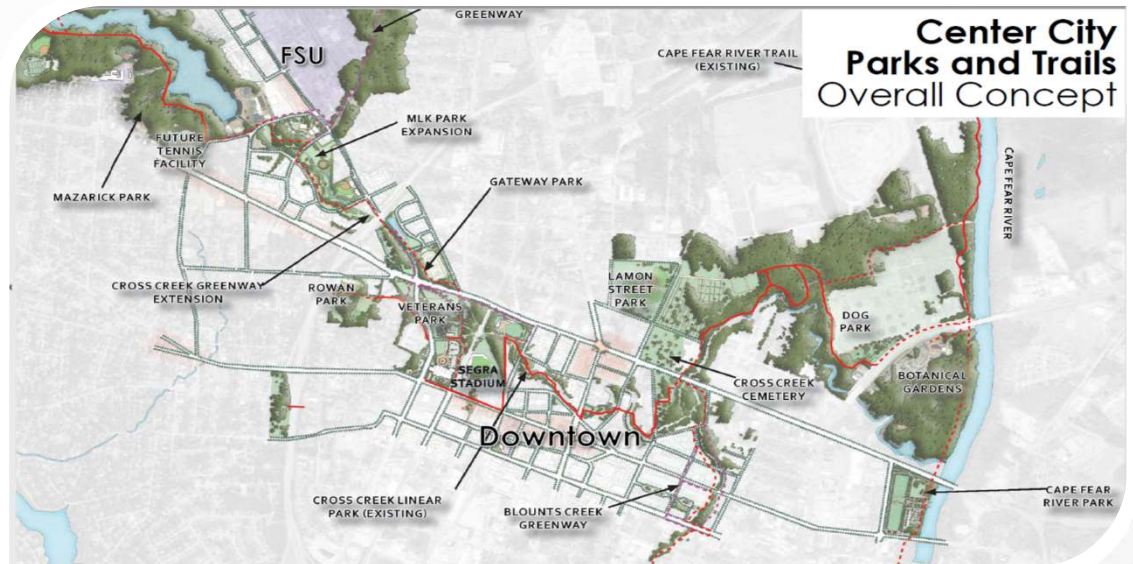 Center City
Parks and Trails
Overall Concept
GREENWAY
FSU
CAPE FEAR RIVER TRAIL
(EXISTING)
MLK PARK
EXPANSION
FUTURE
TENNIS
FACILITY
MAZARICK PARK
GATEWAY PARK
CAPE FEAR RIVER
CROSS CREEK GREENWAY
EXTENSION
ROWAN
PARK
VETERANS
PARK
LAMON
STREET
PARK
DOG
PARK
SEGRA
STADIUM
CROSS CREEK
CEMETERY
BOTANICAL
GARDENS
Downtown
CROSS CREEK LINEAR
PARK (EXISTING)
BLOUNTS CREEK
GREENWAY
CAPE FEAR
RIVER PARK